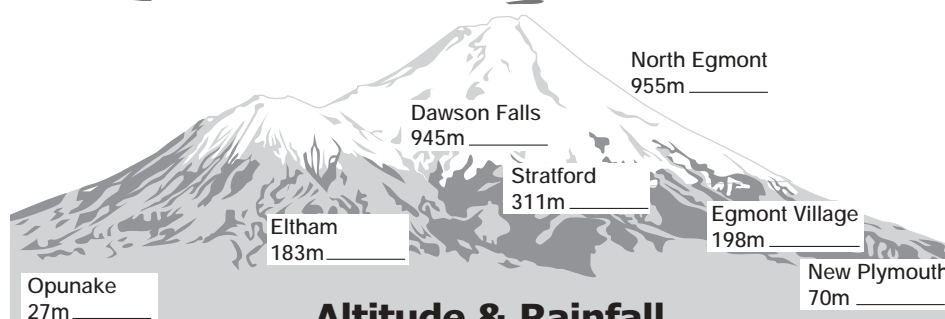 North Egmont
955m
Dawson Falls
945m
Stratford
311m
Eltham
183m
Egmont Village
198m
New Plymouth
70m
Opunake
27m
Altitude & Rainfall